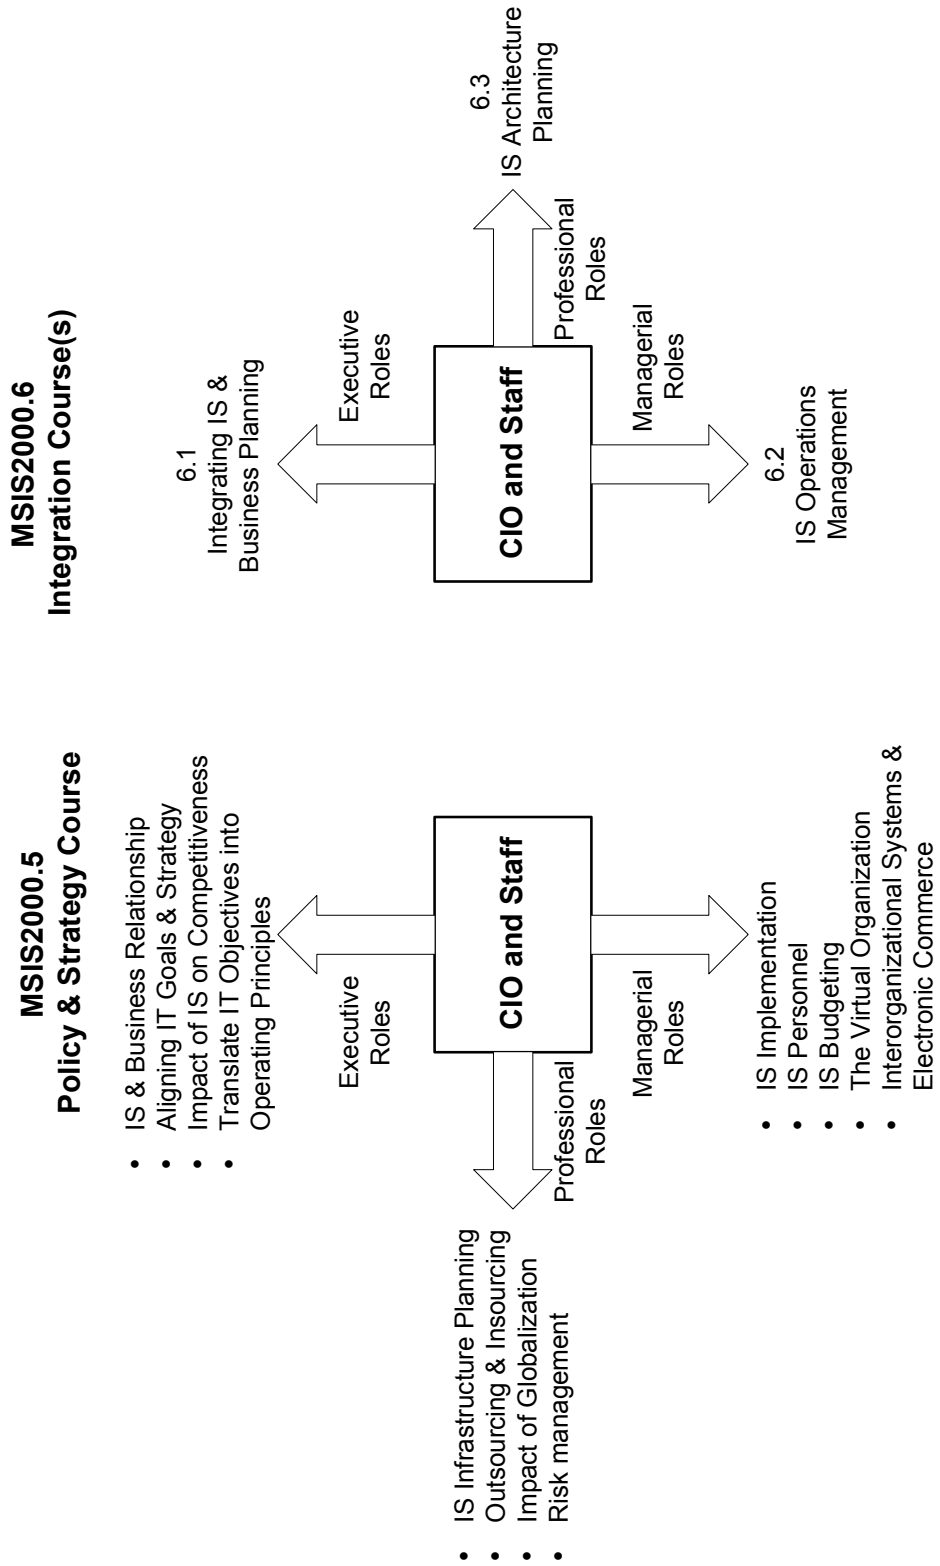 MSIS2000.5
Policy & Strategy Course
• IS & Business Relationship
• Aligning IT Goals & Strategy
• Impact of IS on Competitiveness
• Translate IT Objectives into
Operating Principles
Executive
Roles
CIO and Staff
Professional
Roles
• IS Infrastructure Planning
• Outsourcing & Insourcing
• Impact of Globalization
• Risk management
Managerial
Roles
• IS Implementation
• IS Personnel
• IS Budgeting
• The Virtual Organization
• Interorganizational Systems &
Electronic Commerce
MSIS2000.6
Integration Course(s)
6.1
Integrating IS &
Business Planning
Executive
Roles
CIO and Staff
Professional
Roles
6.3
IS Architecture
Planning
Managerial
Roles
6.2
IS Operations
Management